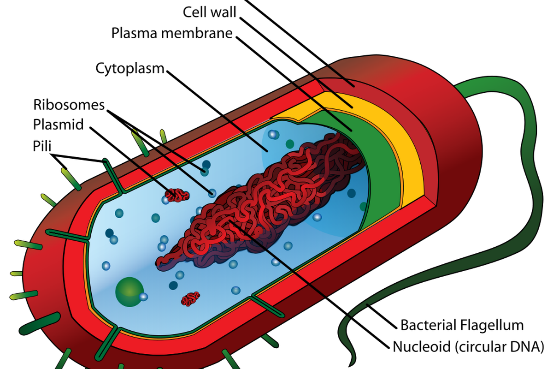 Cell wall
Plasma membrane
Cytoplasm
Ribosomes
Plasmid
Pili
Bacterial Flagellum
Nucleoid (circular DNA)